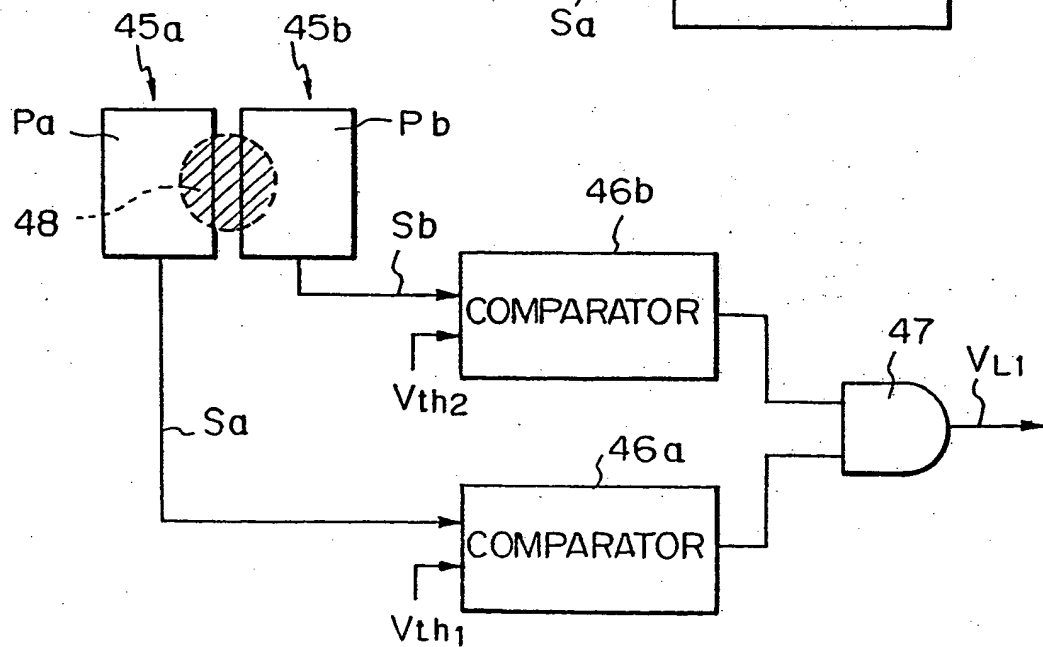 Sa
45a
45b
Pa
Pb
48
Sb
46b
COMPARATOR
Vth2
47
VL1
Sa
46a
COMPARATOR
Vth1